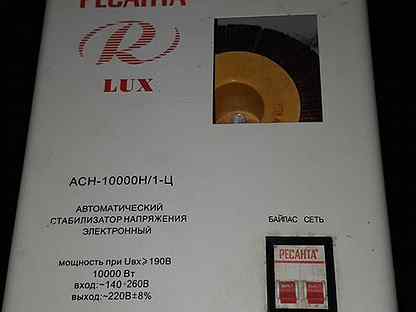 РЕСАНТА
R
LUX
АСН-10000Н/1-Ц
АВТОМАТИЧЕСКИЙ
СТАБИЛИЗАТОР НАПРЯЖЕНИЯ
ЭЛЕКТРОННЫЙ
БАЙПАС СЕТЬ
РЕСАНТА
мощность при Uвх⩾190В
10000 Вт
вход:~140-260В
выход:~220В±8%